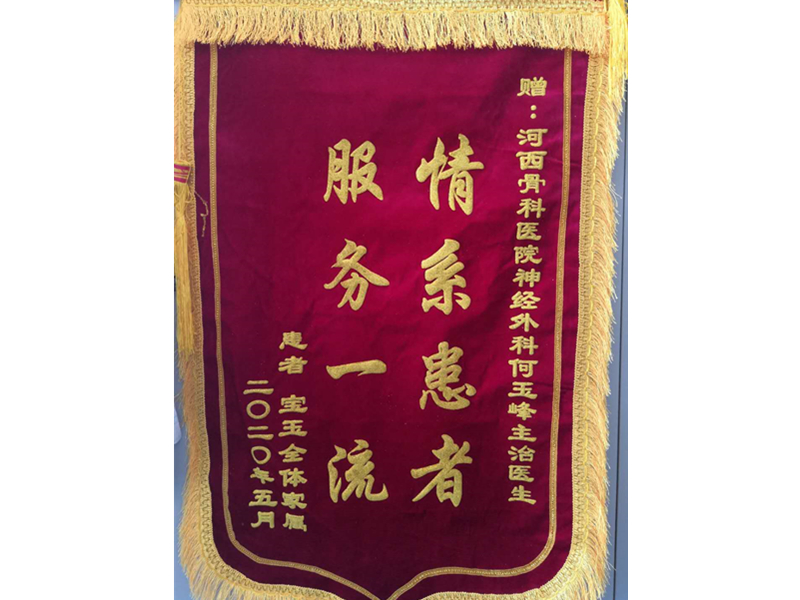 赠：河西骨科医院神经外科何玉峰主治医生
情系患者
服务一流
患者 宝玉全体家属
二〇二〇年五月